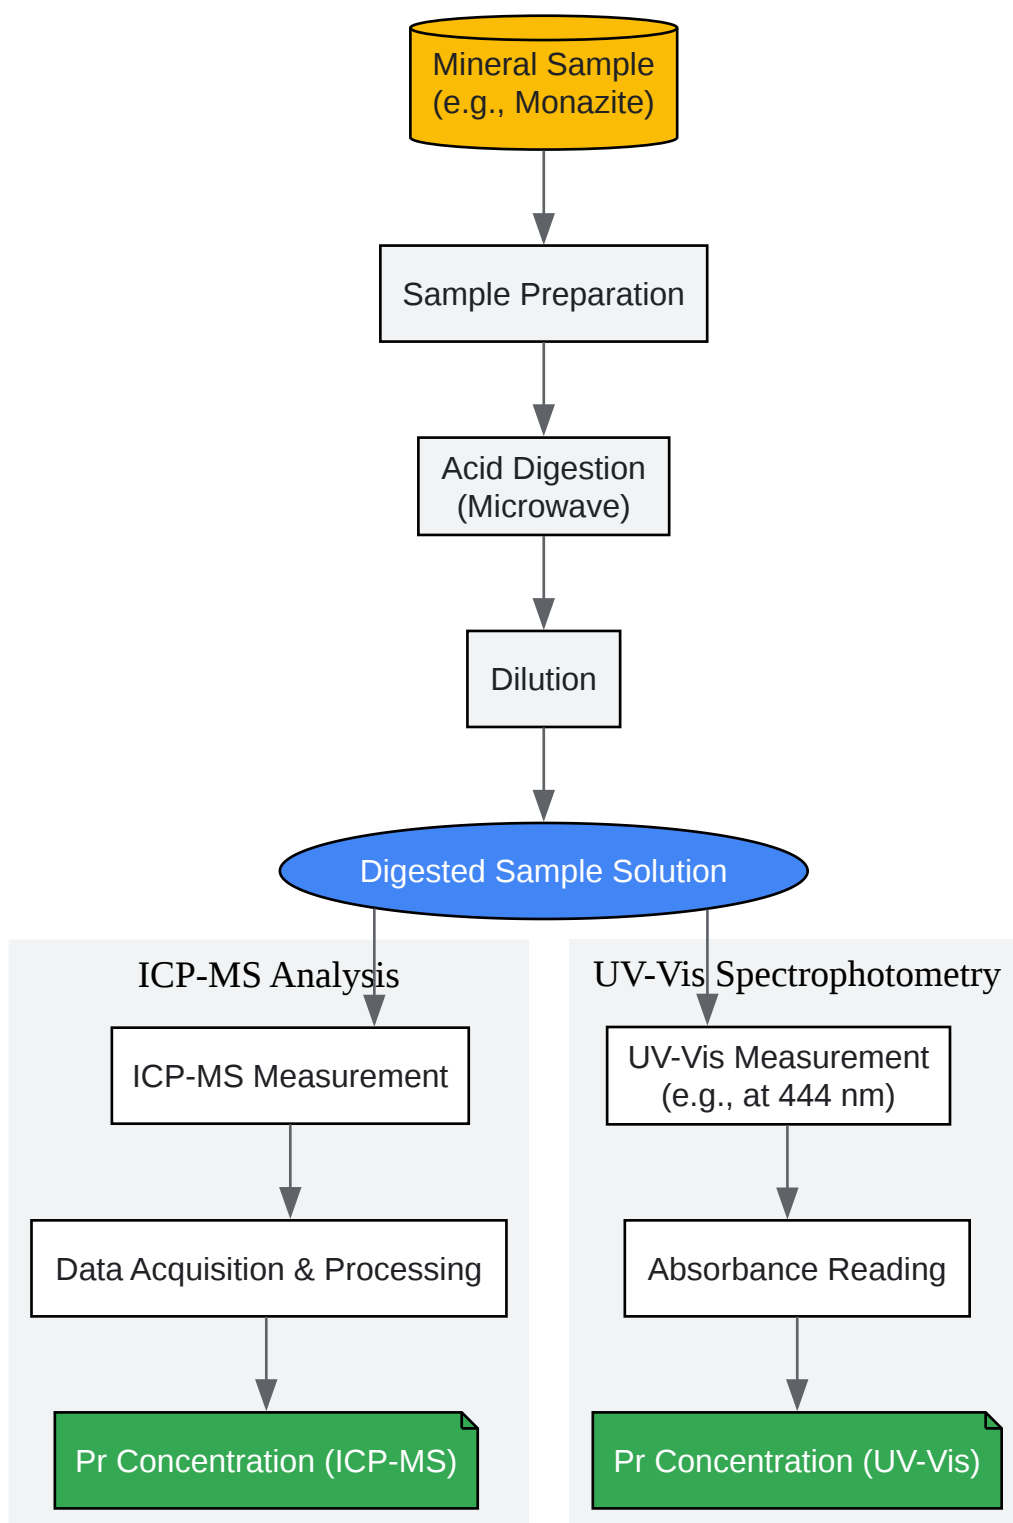 Mineral Sample
(e.g., Monazite)
Sample Preparation
Acid Digestion
(Microwave)
Dilution
Digested Sample Solution
ICP-MS Analysis
ICP-MS Measurement
Data Acquisition & Processing
Pr Concentration (ICP-MS)
UV-Vis Spectrophotometry
UV-Vis Measurement
(e.g., at 444 nm)
Absorbance Reading
Pr Concentration (UV-Vis)